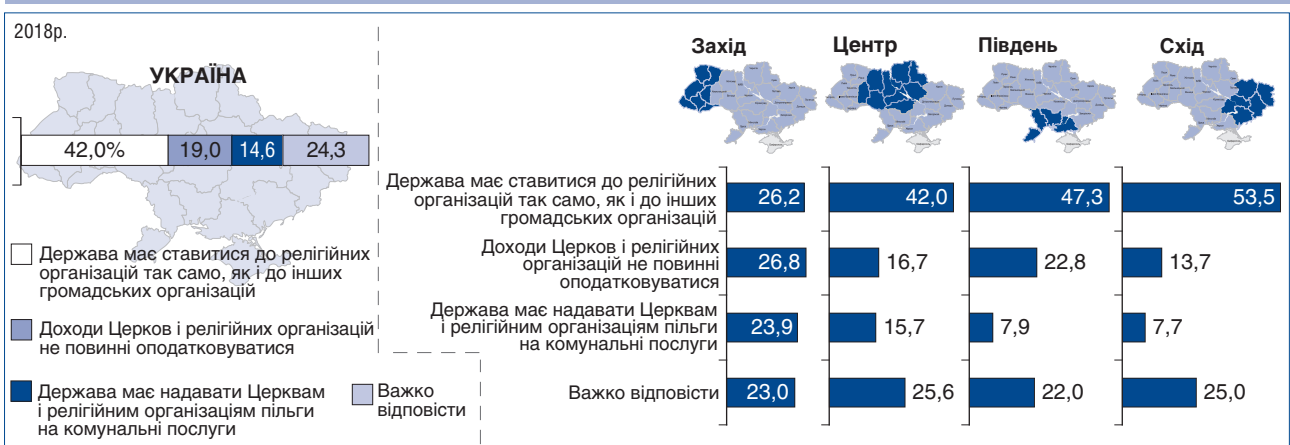 2018р.
УКРАЇНА
42,0% 19,0 14,6 24,3
Держава має ставитися до релігійних
організацій так само, як і до інших
громадських організацій
Доходи Церков і релігійних організацій
не повинні оподатковуватися
Держава має надавати Церквам
і релігійним організаціям пільги
на комунальні послуги
Важко
відповісти
Захід Центр Південь Схід
Держава має ставитися до релігійних
організацій так само, як і до інших
громадських організацій
26,2 42,0 47,3 53,5
Доходи Церков і релігійних
організацій не повинні
оподатковуватися
26,8 16,7 22,8 13,7
Держава має надавати Церквам
і релігійним організаціям пільги
на комунальні послуги
23,9 15,7 7,9 7,7
Важко відповісти
23,0 25,6 22,0 25,0